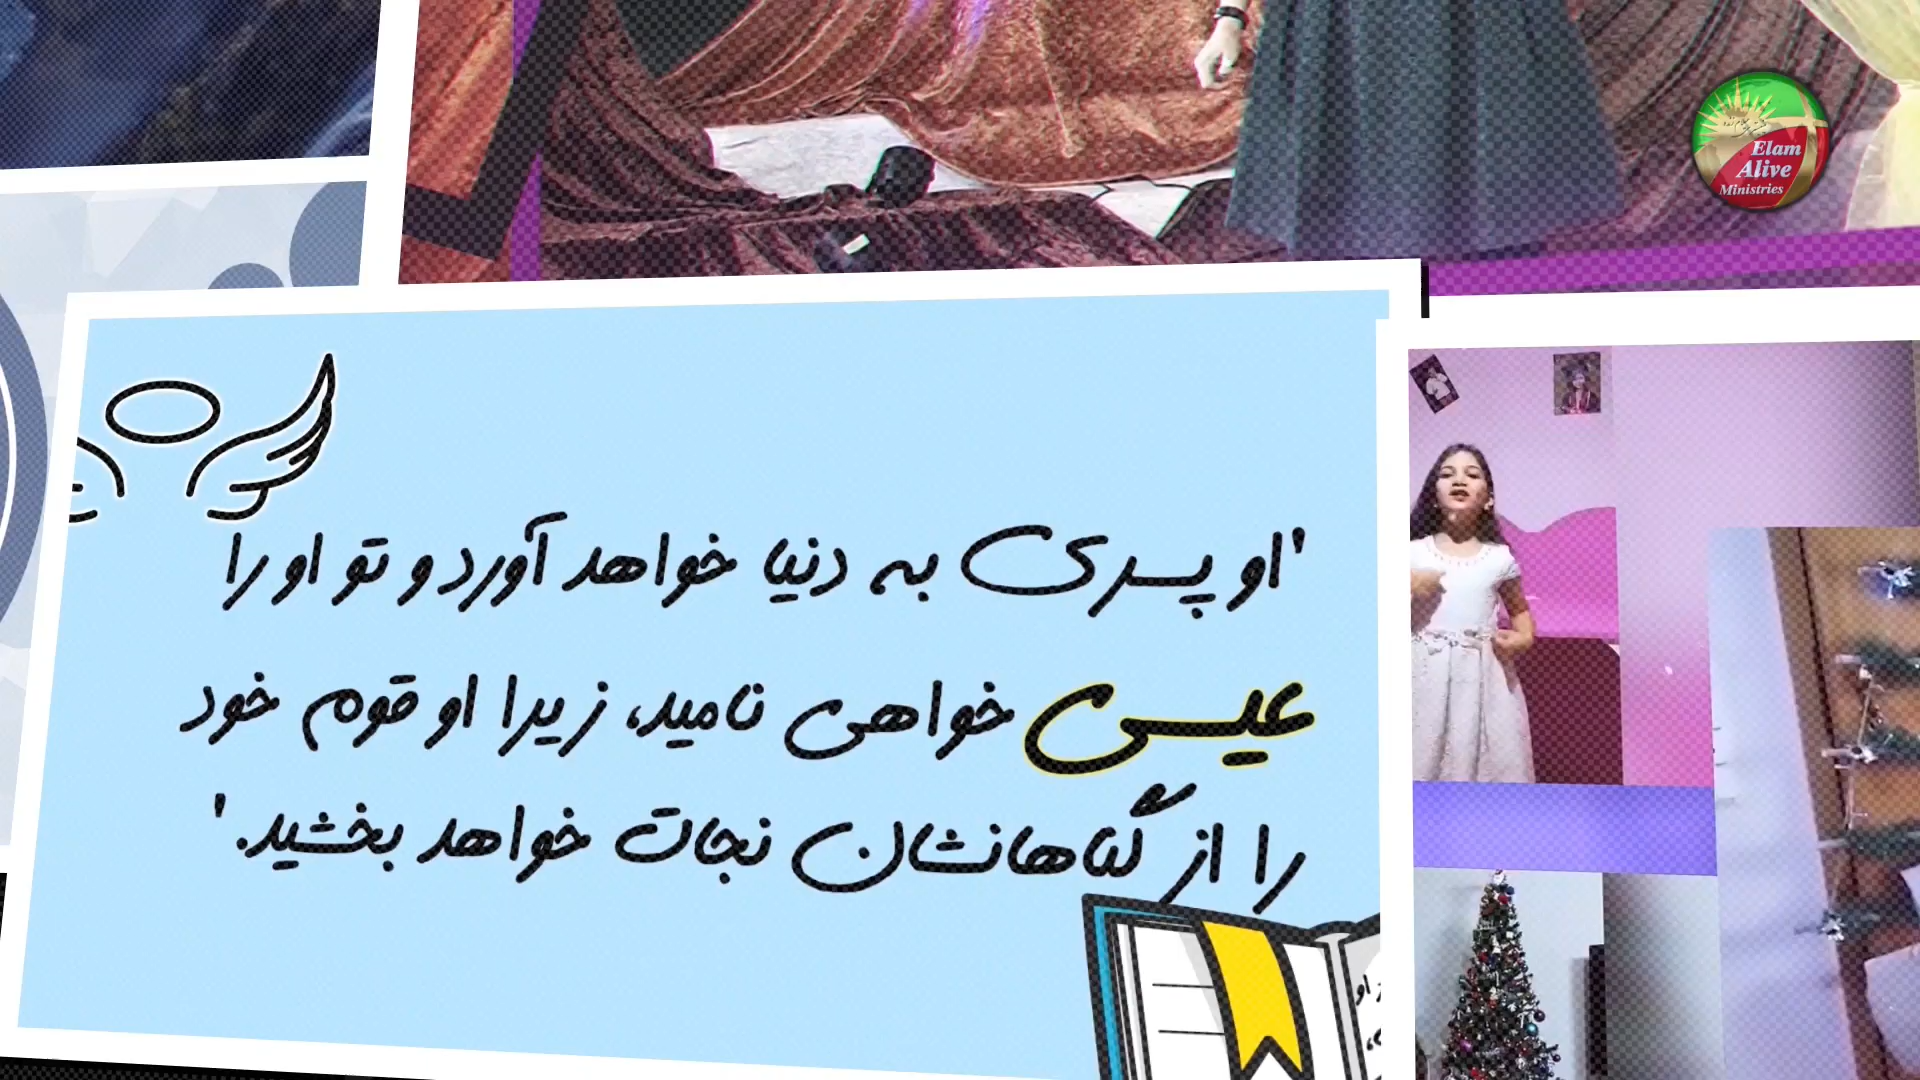 Elam
Alive
Ministries
'او پسری به دنیا خواهد آورد و تو او را
عیسی خواهی نامید، زیرا او قوم خود
را از گناهانشان نجات خواهد بخشید.'